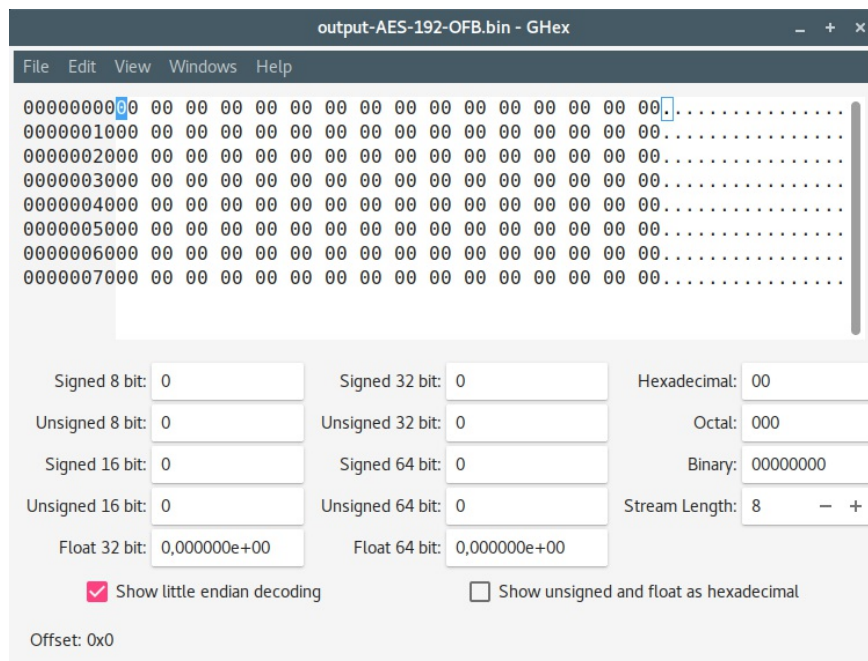 output-AES-192-OFB.bin - GHex
File Edit View Windows Help
0000000000 00 00 00 00 00 00 00 00 00 00 00 00 00 00 00................
0000001000 00 00 00 00 00 00 00 00 00 00 00 00 00 00 00................
0000002000 00 00 00 00 00 00 00 00 00 00 00 00 00 00 00................
0000003000 00 00 00 00 00 00 00 00 00 00 00 00 00 00 00................
0000004000 00 00 00 00 00 00 00 00 00 00 00 00 00 00 00................
0000005000 00 00 00 00 00 00 00 00 00 00 00 00 00 00 00................
0000006000 00 00 00 00 00 00 00 00 00 00 00 00 00 00 00................
0000007000 00 00 00 00 00 00 00 00 00 00 00 00 00 00 00................
Signed 8 bit: 0 Signed 32 bit: 0 Hexadecimal: 00
Unsigned 8 bit: 0 Unsigned 32 bit: 0 Octal: 000
Signed 16 bit: 0 Signed 64 bit: 0 Binary: 00000000
Unsigned 16 bit: 0 Unsigned 64 bit: 0 Stream Length: 8 − +
Float 32 bit: 0,000000e+00 Float 64 bit: 0,000000e+00
Show little endian decoding Show unsigned and float as hexadecimal
Offset: 0x0